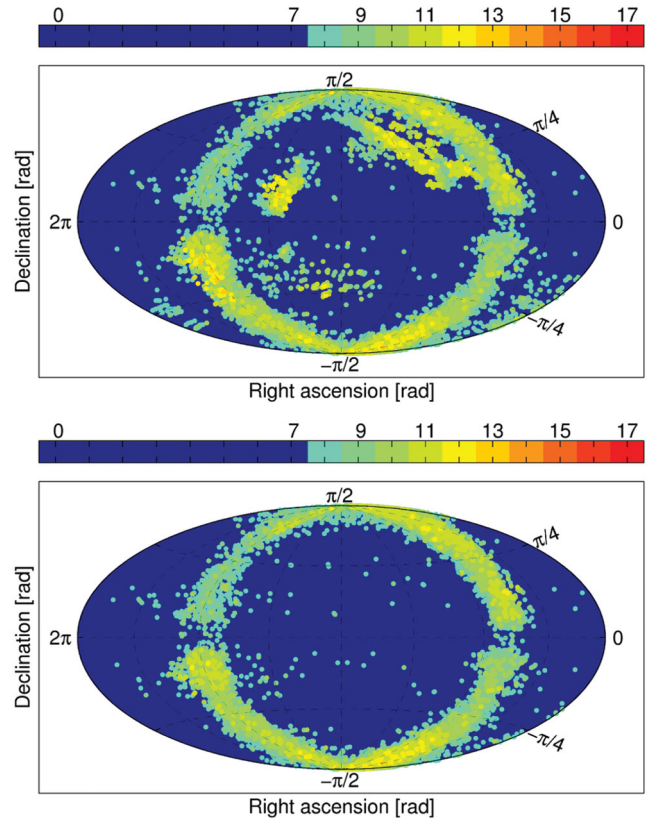 0 7 9 11 13 15 17
π/2
π/4
Declination [rad]
2π
0
−π/4
−π/2
Right ascension [rad]
0 7 9 11 13 15 17
π/2
π/4
Declination [rad]
2π
0
−π/4
−π/2
Right ascension [rad]